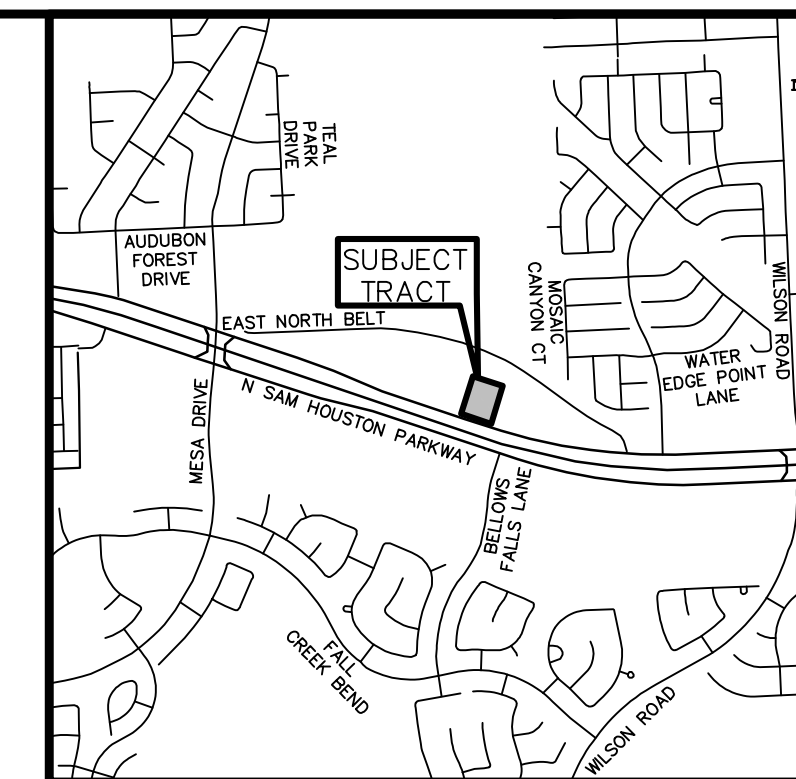 TEAL
PARK
DRIVE
AUDUBON
FOREST
DRIVE
SUBJECT
TRACT
MOSAIC
CANYON CT
WILSON ROAD
EAST NORTH BELT
WATER
EDGE POINT
LANE
N SAM HOUSTON PARKWAY
MESA DRIVE
BELLOWS
FALLS LANE
FALL
CREEK BEND
WILSON ROAD